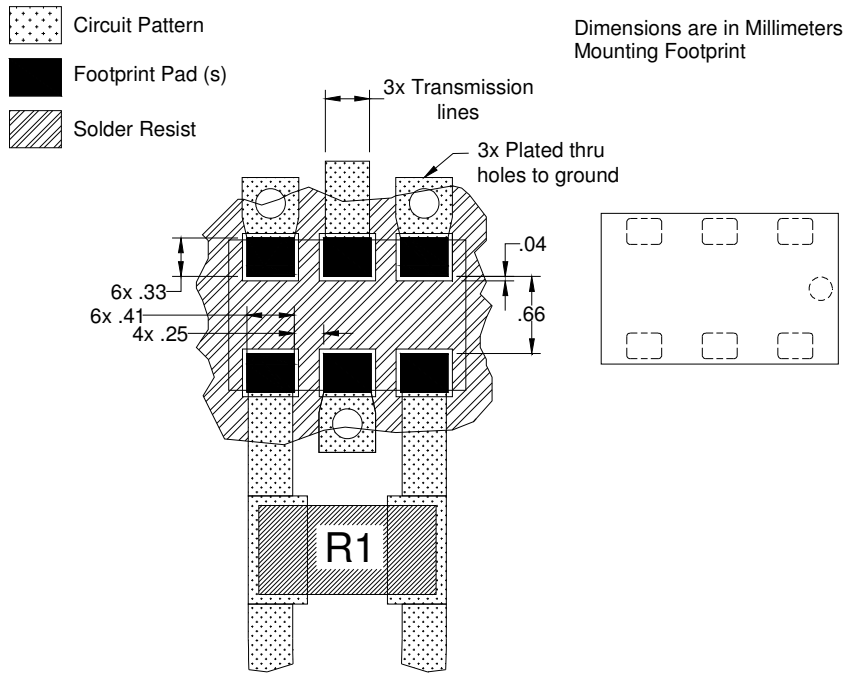 Circuit Pattern
Footprint Pad (s)
Solder Resist
Dimensions are in Millimeters
Mounting Footprint
3x Transmission
lines
3x Plated thru
holes to ground
.04
6x .33
6x .41
.66
4x .25
R1